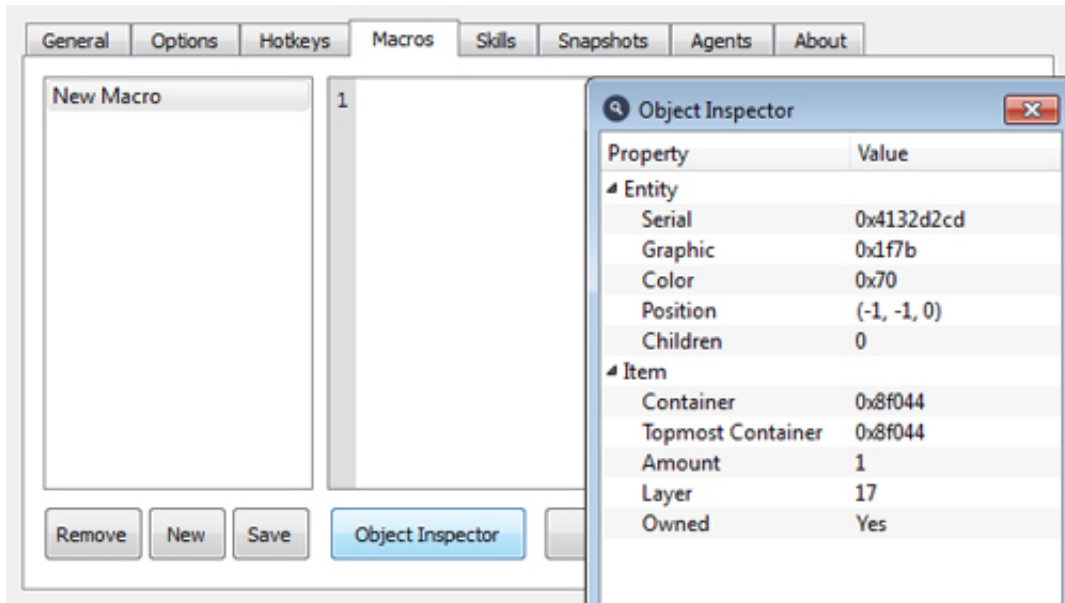 General Options Hotkeys Macros Skills Snapshots Agents About
New Macro
1
Object Inspector
Property Value
Entity
Serial 0x4132d2cd
Graphic 0x1f7b
Color 0x70
Position (-1, -1, 0)
Children 0
Item
Container 0x8f044
Topmost Container 0x8f044
Amount 1
Layer 17
Owned Yes
Remove New Save Object Inspector